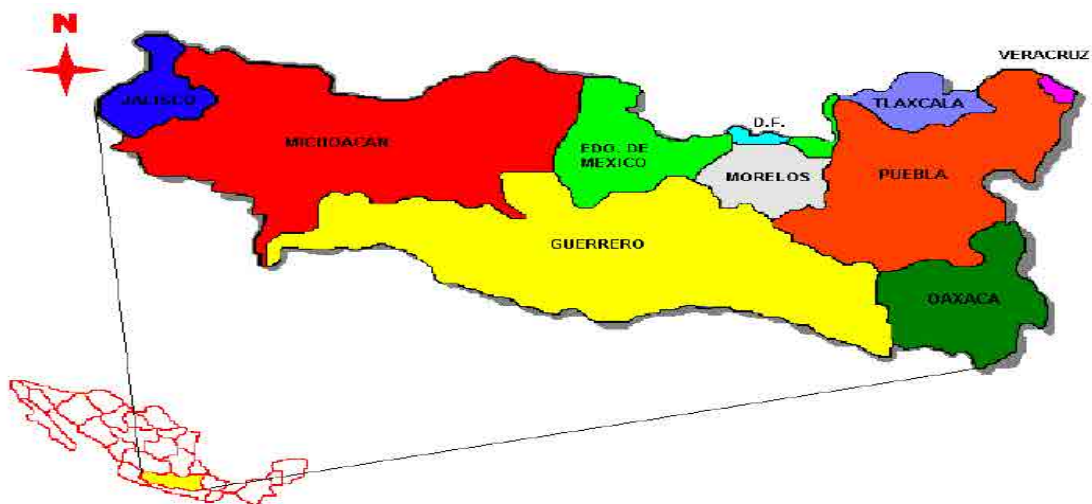 N
VERACRUZ
JALISCO
TLAXCALA
D.F.
MICHOACAN
EDO. DE
MEXICO
MORELOS
PUEBLA
GUERRERO
OAXACA